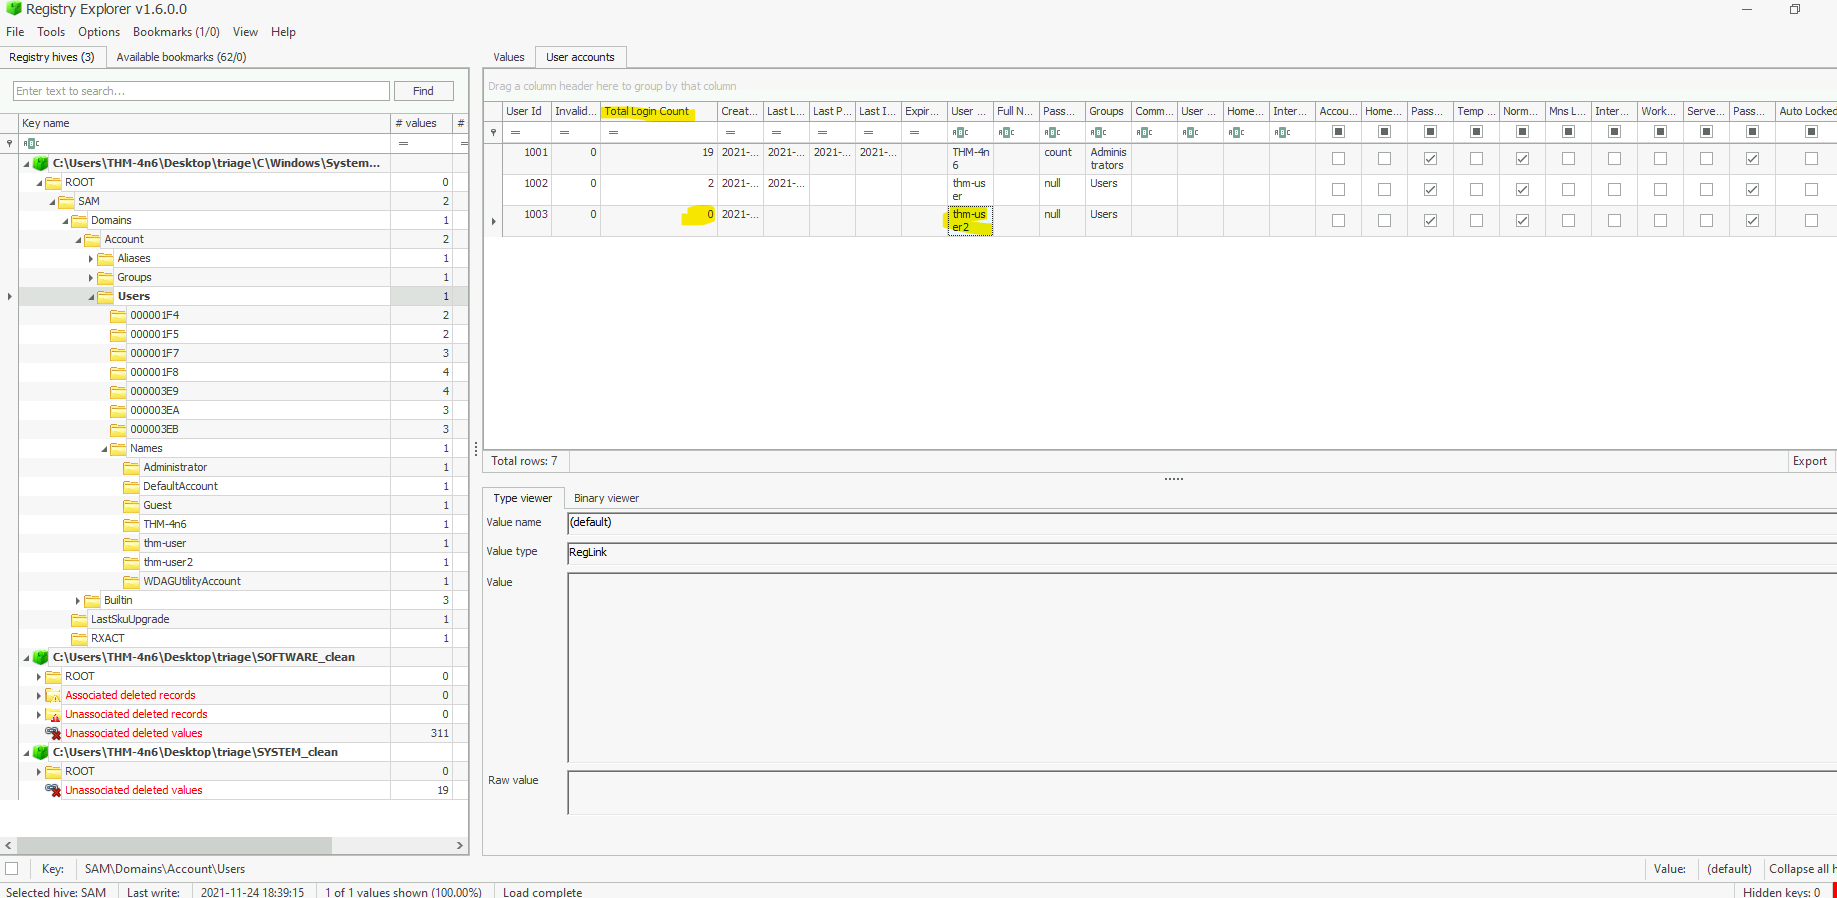 Registry Explorer v1.6.0.0
File Tools Options Bookmarks (1/0) View Help
Registry hives (3) Available bookmarks (62/0)
Enter text to search... Find
Key name # values #
C:\Users\THM-4n6\Desktop\triage\C\Windows\System...
ROOT 0
SAM 2
Domains 1
Account 2
Aliases 1
Groups 1
Users 1
000001F4 2
000001F5 2
000001F7 3
000001F8 4
000003E9 4
000003EA 3
000003EB 3
Names 1
Administrator 1
DefaultAccount 1
Guest 1
THM-4n6 1
thm-user 1
thm-user2 1
WDAGUtilityAccount 1
Builtin 3
LastSkuUpgrade 1
RXACT 1
C:\Users\THM-4n6\Desktop\triage\SOFTWARE_clean
ROOT 0
Associated deleted records 0
Unassociated deleted records 0
Unassociated deleted values 311
C:\Users\THM-4n6\Desktop\triage\SYSTEM_clean
ROOT 0
Unassociated deleted values 19
Values User accounts
Drag a column header here to group by that column
User Id Invalid... Total Login Count Creat... Last L... Last P... Last I... Expir... User ... Full N... Pass... Groups Comm... User ... Home... Inter... Accou... Home... Pass... Temp ... Norm... Mns L... Inter... Work... Serve... Pass... Auto Locked
1001 0 19 2021-... 2021-... 2021-... 2021-... THM-4n6 count Administrators
1002 0 2 2021-... 2021-... thm-user null Users
1003 0 0 2021-... thm-user2 null Users
Total rows: 7 Export
Type viewer Binary viewer
Value name (default)
Value type RegLink
Value
Raw value
Key: SAM\Domains\Account\Users Value: (default) Collapse all h
Selected hive: SAM Last write: 2021-11-24 18:39:15 1 of 1 values shown (100.00%) Load complete Hidden keys: 0